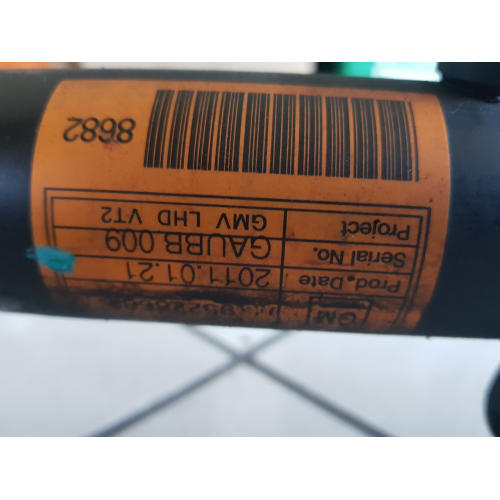 GM
Prod.Date 2011.01.21
Serial No. GAUBB 009
Project GMV LHD VT2
8682